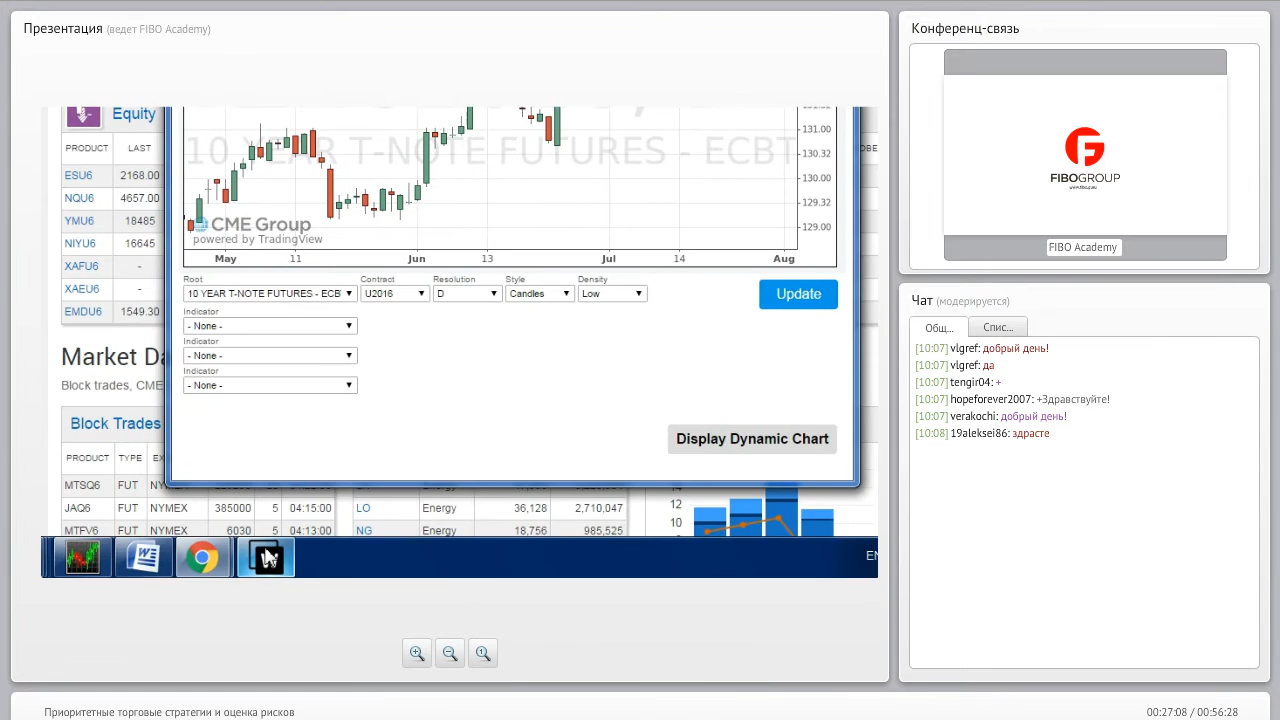 Презентация (ведет FIBO Academy)
Equity
PRODUCT LAST
ESU6 2168.00
NQU6 4657.00
YMU6 18485
NIYU6 16645
XAFU6 -
XAEU6 -
EMDU6 1549.30
10 YEAR T-NOTE FUTURES - ECBT
131.00
130.32
130.00
129.32
129.00
CME Group
powered by TradingView
May 11 Jun 13 Jul 14 Aug
Root Contract Resolution Style Density
10 YEAR T-NOTE FUTURES - ECB U2016 D Candles Low
Update
Indicator
- None -
Indicator
- None -
Indicator
- None -
Display Dynamic Chart
Market Da
Block trades, CME
Block Trades
PRODUCT TYPE EX
MTSQ6 FUT NYMEX
JAQ6 FUT NYMEX 385000 5 04:15:00
MTFV6 FUT NYMEX 6030 5 04:13:00
Energy
LO Energy 36,128 2,710,047
NG Energy 18,756 985,525
12
10
EN
Конференц-связь
FIBOGROUP
FIBO Academy
Чат (модерируется)
Общ... Спис...
[10:07] vlgref: добрый день!
[10:07] vlgref: да
[10:07] tengir04: +
[10:07] hopeforever2007: +Здравствуйте!
[10:07] verakochi: добрый день!
[10:08] 19aleksei86: здрасте
Приоритетные торговые стратегии и оценка рисков
00:27:08 / 00:56:28